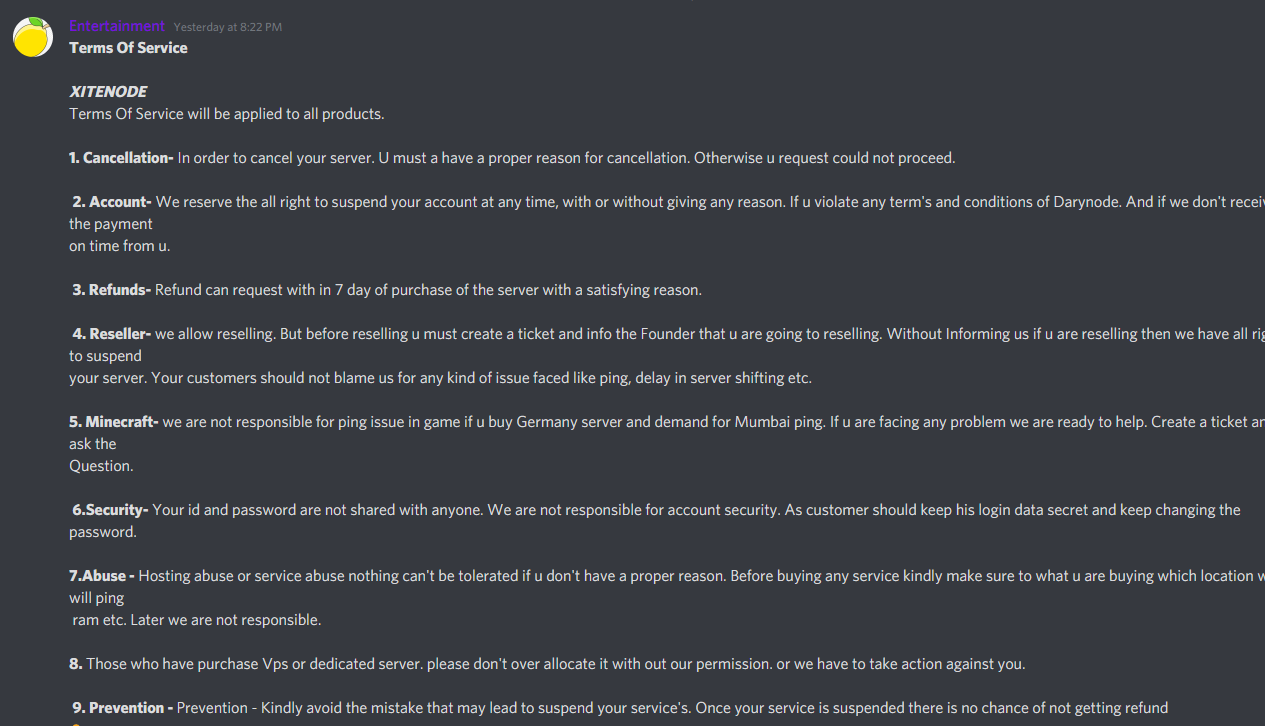 Entertainment Yesterday at 8:22 PM
Terms Of Service
XITENODE
Terms Of Service will be applied to all products.
1. Cancellation- In order to cancel your server. U must a have a proper reason for cancellation. Otherwise u request could not proceed.
2. Account- We reserve the all right to suspend your account at any time, with or without giving any reason. If u violate any term's and conditions of Darynode. And if we don't
the payment
on time from u.
3. Refunds- Refund can request with in 7 day of purchase of the server with a satisfying reason.
4. Reseller- we allow reselling. But before reselling u must create a ticket and info the Founder that u are going to reselling. Without Informing us if u are reselling then we have all
to suspend
your server. Your customers should not blame us for any kind of issue faced like ping, delay in server shifting etc.
5. Minecraft- we are not responsible for ping issue in game if u buy Germany server and demand for Mumbai ping. If u are facing any problem we are ready to help. Create a ticket
ask the
Question.
6.Security- Your id and password are not shared with anyone. We are not responsible for account security. As customer should keep his login data secret and keep changing the
password.
7.Abuse - Hosting abuse or service abuse nothing can't be tolerated if u don't have a proper reason. Before buying any service kindly make sure to what u are buying which location
will ping
ram etc. Later we are not responsible.
8. Those who have purchase Vps or dedicated server. please don't over allocate it with out our permission. or we have to take action against you.
9. Prevention - Prevention - Kindly avoid the mistake that may lead to suspend your service's. Once your service is suspended there is no chance of not getting refund